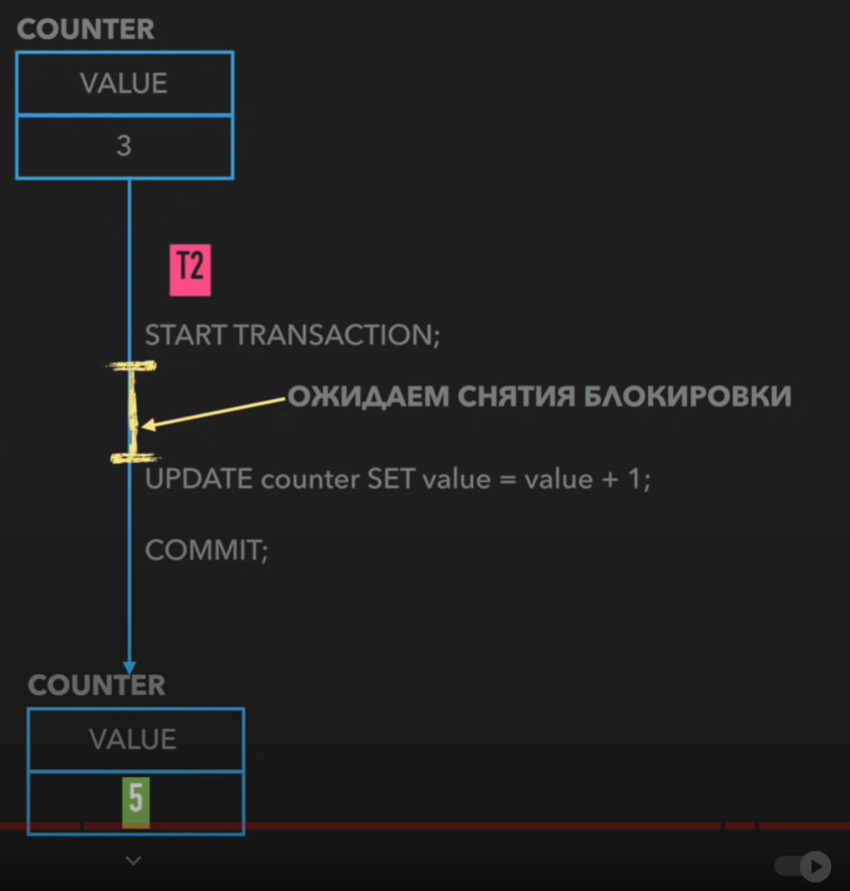 COUNTER
VALUE
3
T2
START TRANSACTION;
ОЖИДАЕМ СНЯТИЯ БЛОКИРОВКИ
UPDATE counter SET value = value + 1;
COMMIT;
COUNTER
VALUE
5